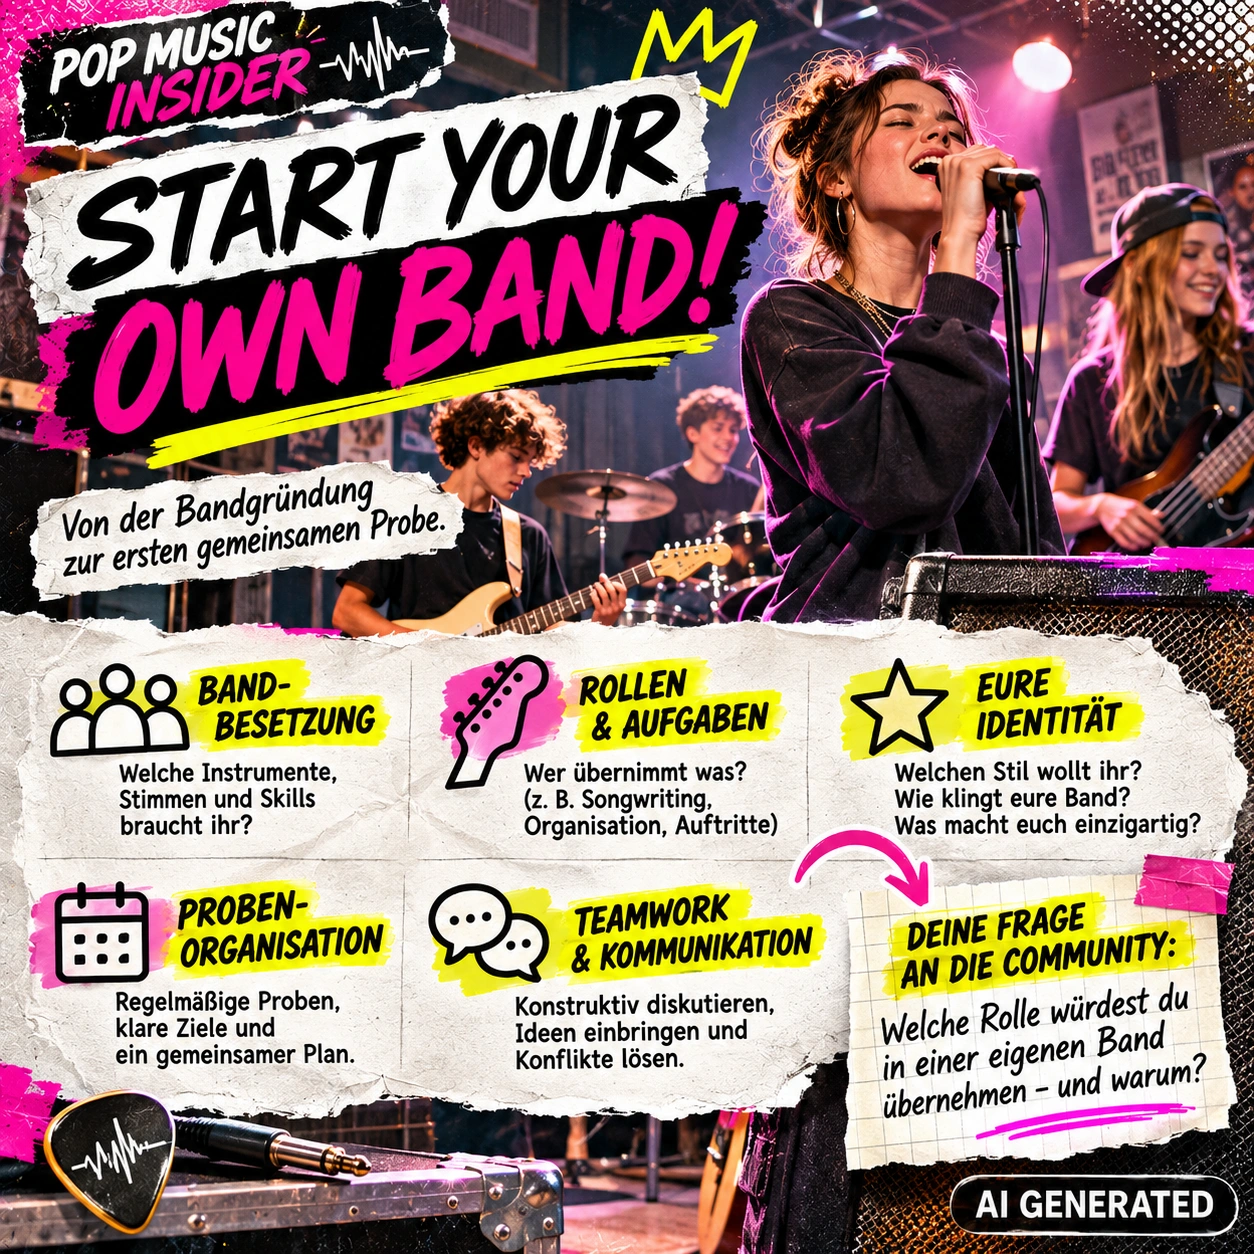 POP MUSIC
INSIDER
START YOUR
OWN BAND!
Von der Bandgründung
zur ersten gemeinsamen Probe.
BAND-
BESETZUNG
Welche Instrumente,
Stimmen und Skills
braucht ihr?
ROLLEN
& AUFGABEN
Wer übernimmt was?
(z. B. Songwriting,
Organisation, Auftritte)
EURE
IDENTITÄT
Welchen Stil wollt ihr?
Wie klingt eure Band?
Was macht euch einzigartig?
PROBEN-
ORGANISATION
Regelmäßige Proben,
klare Ziele und
ein gemeinsamer Plan.
TEAMWORK
& KOMMUNIKATION
Konstruktiv diskutieren,
Ideen einbringen und
Konflikte lösen.
DEINE FRAGE
AN DIE COMMUNITY:
Welche Rolle würdest du
in einer eigenen Band
übernehmen – und warum?
AI GENERATED